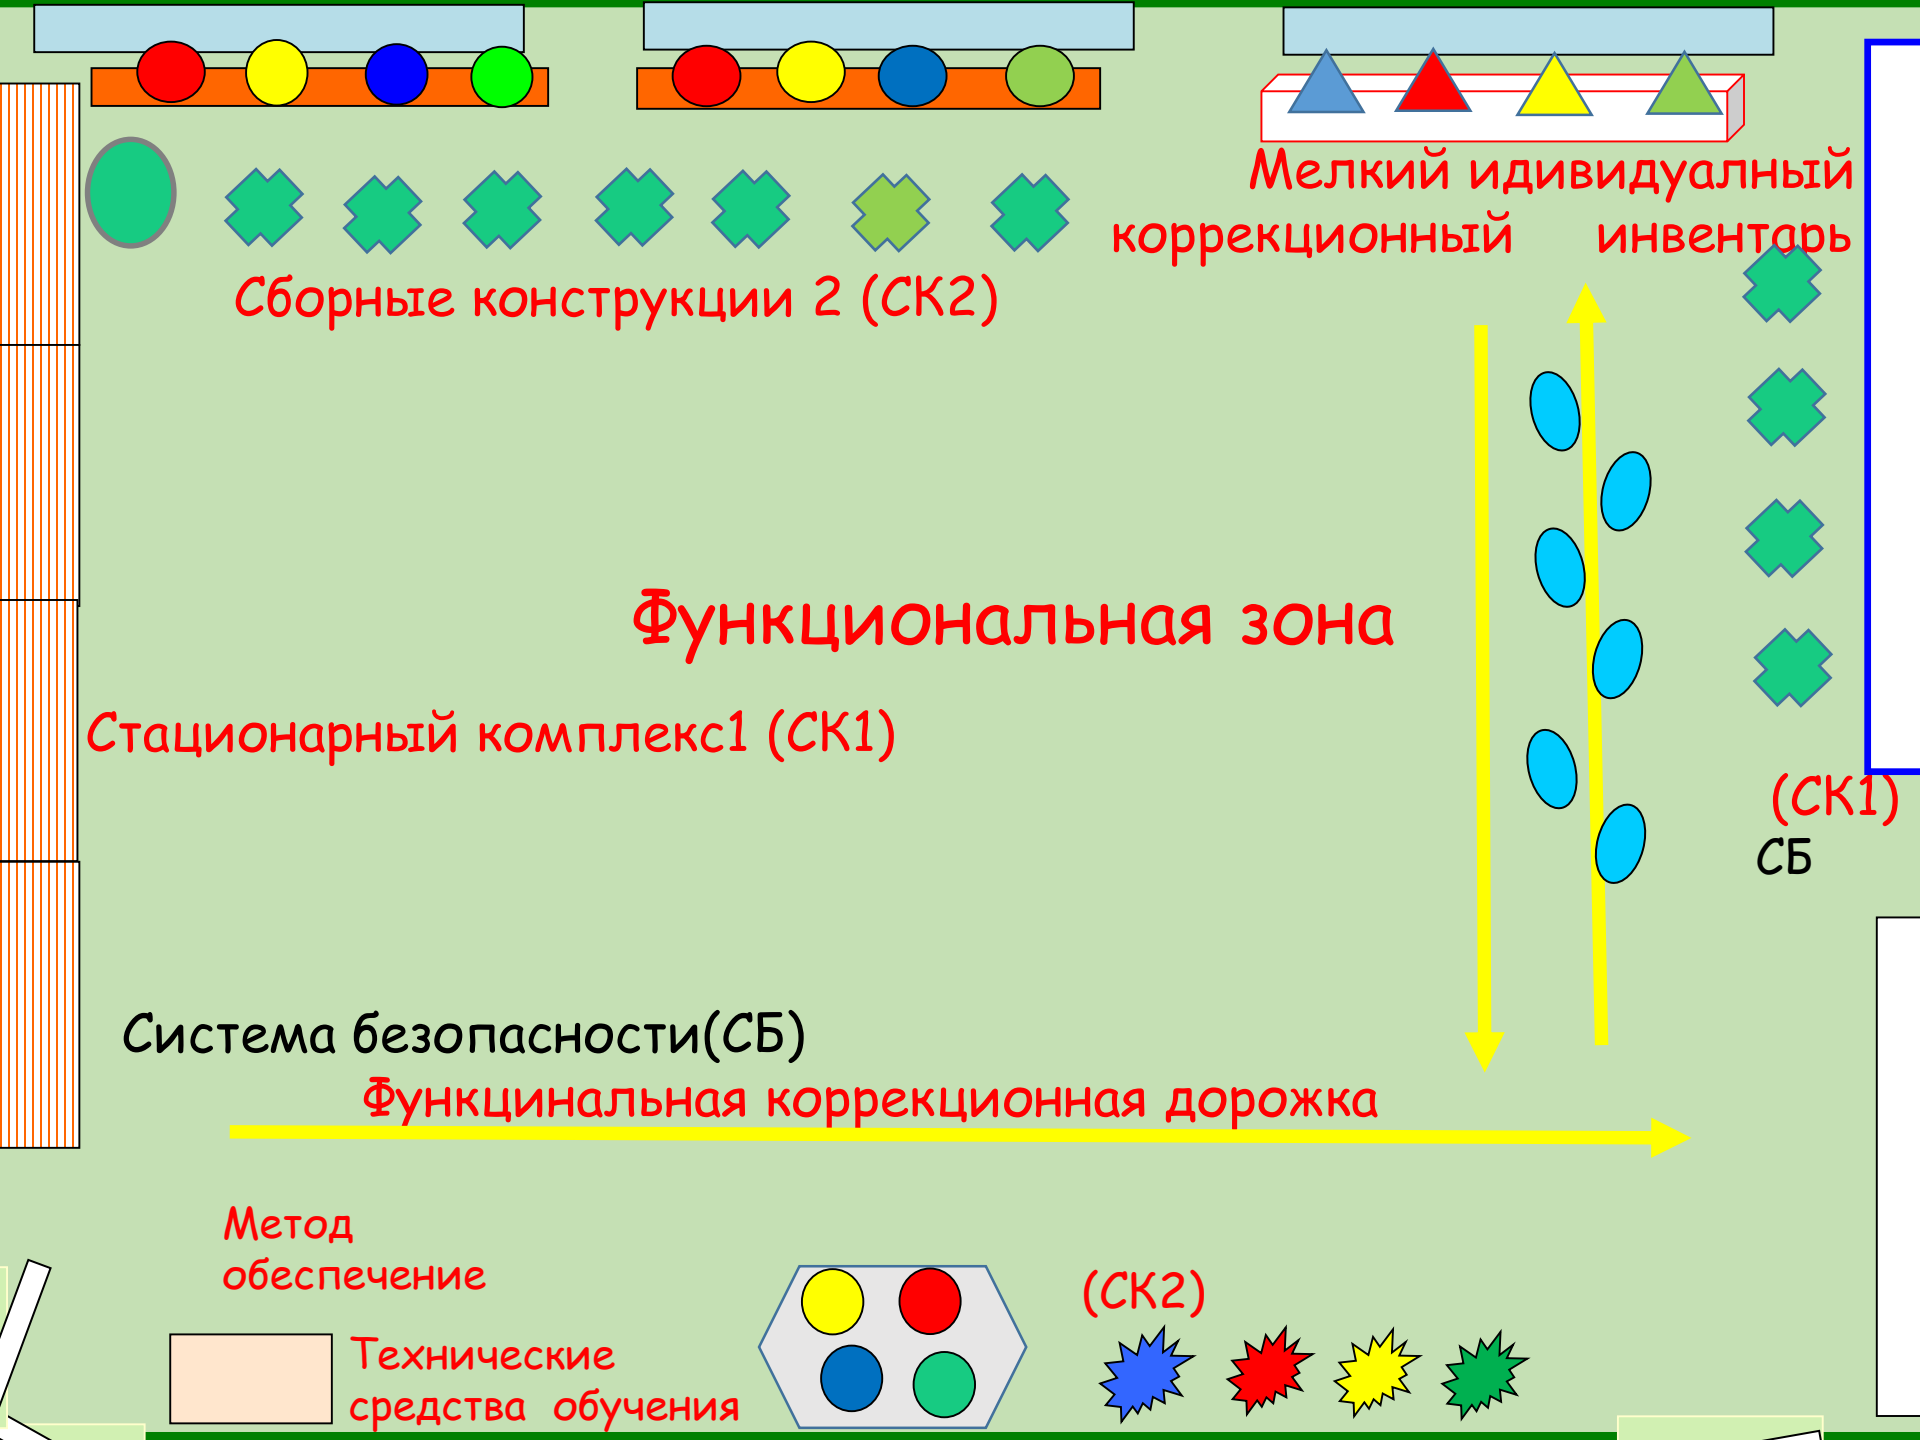 Мелкий идивидуалный
коррекционный инвентарь
Сборные конструкции 2 (СК2)
Функциональная зона
Стационарный комплекс1 (СК1)
(СК1)
СБ
Система безопасности(СБ)
Функцинальная коррекционная дорожка
Метод
обеспечение
(СК2)
Технические
средства обучения